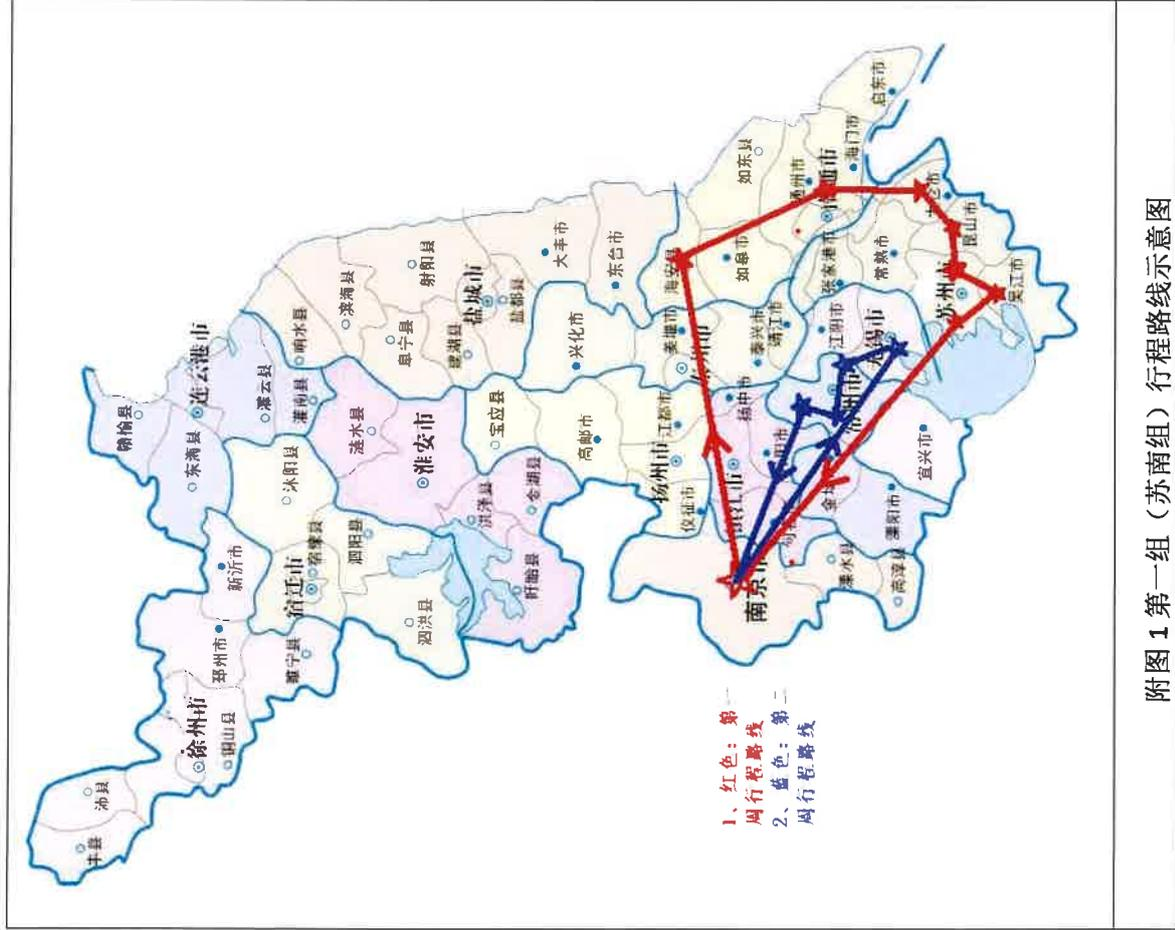 丰县
沛县
徐州市
铜山县
邳州市
睢宁县
新沂市
宿迁市
宿豫县
沭阳县
泗阳县
泗洪县
赣榆县
东海县
连云港市
灌云县
灌南县
响水县
滨海县
阜宁县
射阳县
建湖县
盐城市
盐都县
大丰市
东台市
涟水县
淮安市
洪泽县
金湖县
盱眙县
宝应县
高邮市
兴化市
扬州市
江都市
仪征市
姜堰市
泰兴市
靖江市
海安县
如皋市
如东县
通州市
海门市
启东市
南京市
溧水县
高淳县
扬中市
溧阳市
宜兴市
江阴市
张家港市
常熟市
苏州市
昆山市
吴江市
1、红色：第一
周行程路线
2、蓝色：第二
周行程路线
附图 1 第一组（苏南组）行程路线示意图